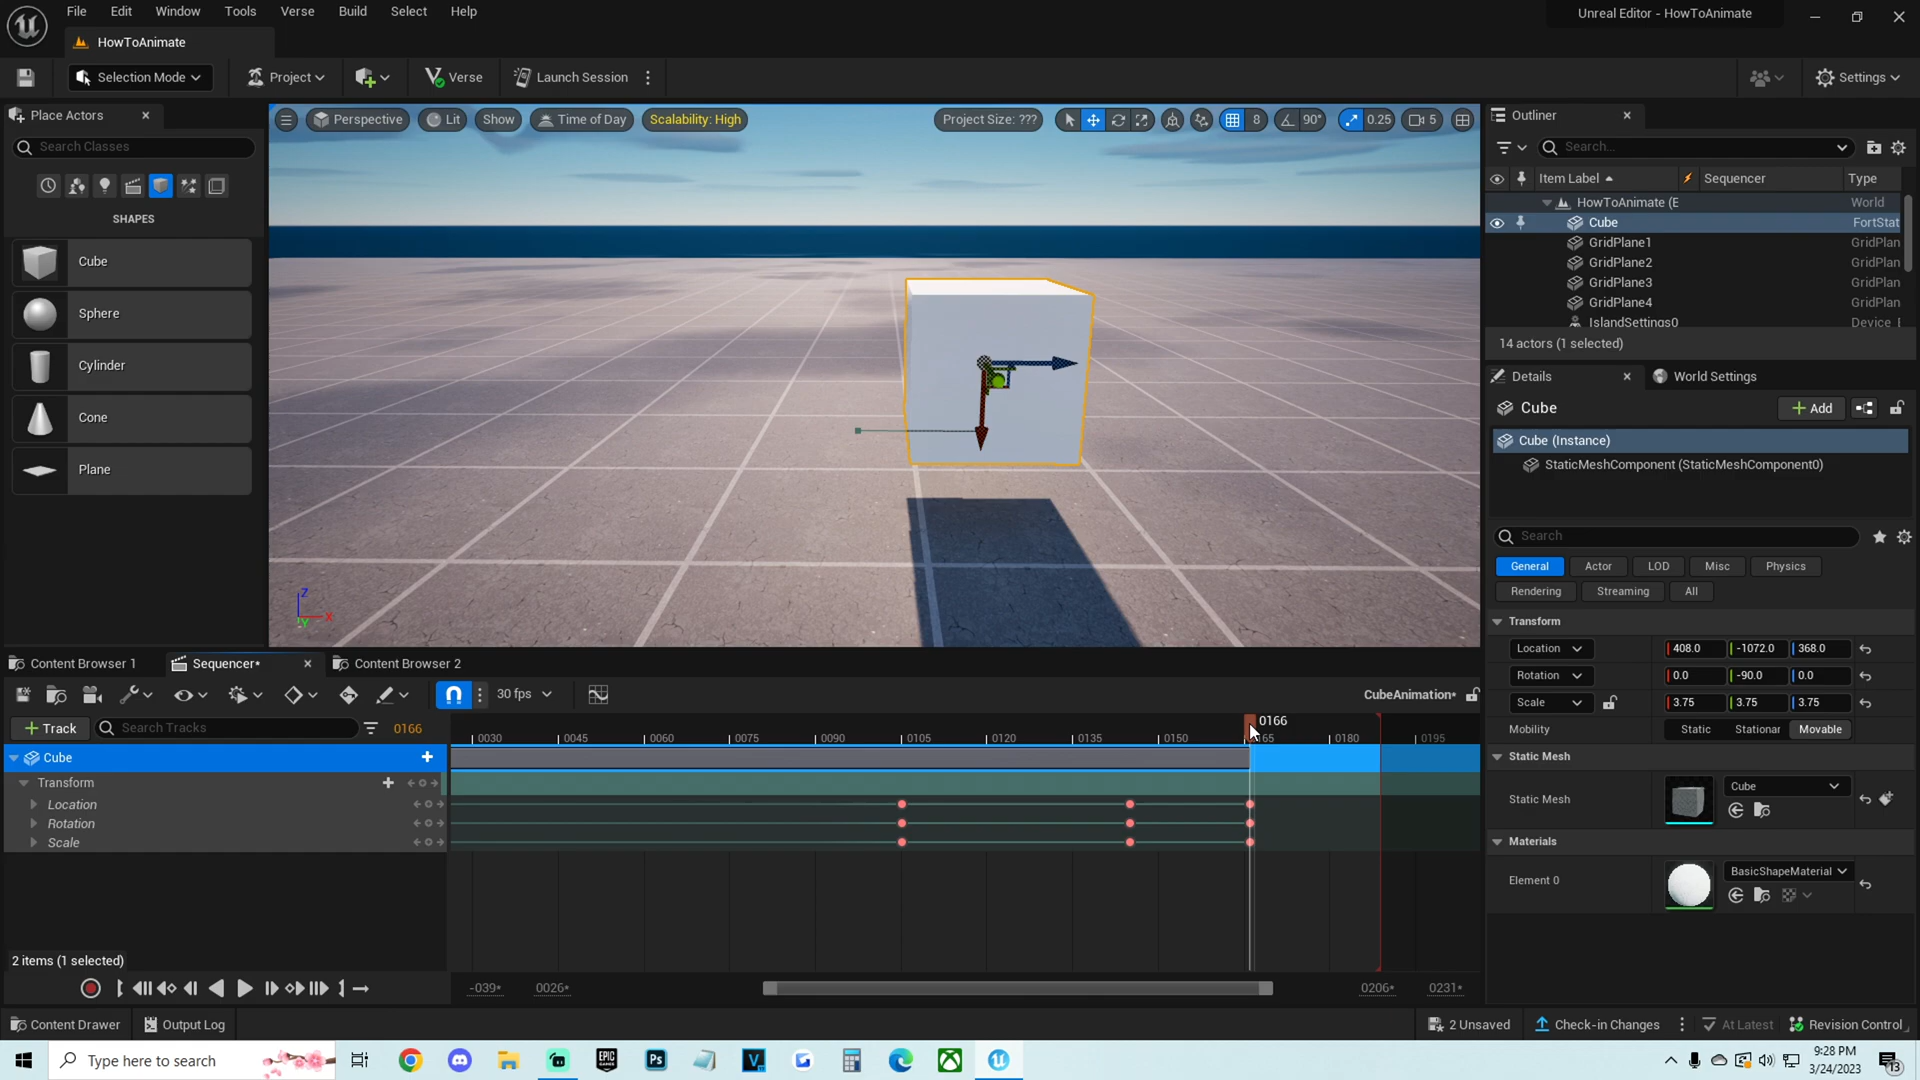 File Edit Window Tools Verse Build Select Help
Unreal Editor - HowToAnimate
HowToAnimate
Selection Mode
Project
Verse
Launch Session
Settings
Place Actors
Search Classes
SHAPES
Cube
Sphere
Cylinder
Cone
Plane
Perspective
Lit
Show
Time of Day
Scalability: High
Project Size: ???
8
90°
0.25
5
Z
X
Y
Outliner
Search...
Item Label Sequencer Type
HowToAnimate (E World
Cube FortStat
GridPlane1 GridPlan
GridPlane2 GridPlan
GridPlane3 GridPlan
GridPlane4 GridPlan
IslandSettings0 Device_E
14 actors (1 selected)
Details
World Settings
Cube
Add
Cube (Instance)
StaticMeshComponent (StaticMeshComponent0)
Search
General Actor LOD Misc Physics
Rendering Streaming All
Transform
Location 408.0 -1072.0 368.0
Rotation 0.0 -90.0 0.0
Scale 3.75 3.75 3.75
Mobility Static Stationar Movable
Static Mesh
Static Mesh Cube
Materials
Element 0 BasicShapeMaterial
Content Browser 1
Sequencer*
Content Browser 2
30 fps
CubeAnimation*
Track
Search Tracks
0166
0166
0030 0045 0060 0075 0090 0105 0120 0135 0150 165 0180 0195
Cube
Transform
Location
Rotation
Scale
2 items (1 selected)
-039* 0026* 0206* 0231*
Content Drawer
Output Log
2 Unsaved
Check-in Changes
At Latest
Revision Control
Type here to search
EPIC GAMES
Ps
V
9:28 PM
3/24/2023
13